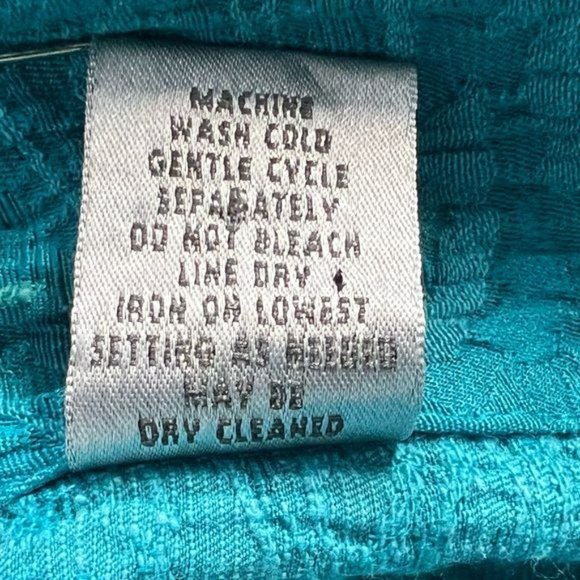 MACHINE
WASH COLD
GENTLE CYCLE
SEPARATELY
DO NOT BLEACH
LINE DRY
IRON ON LOWEST
SETTING AS NEEDED
MAY BE
DRY CLEANED